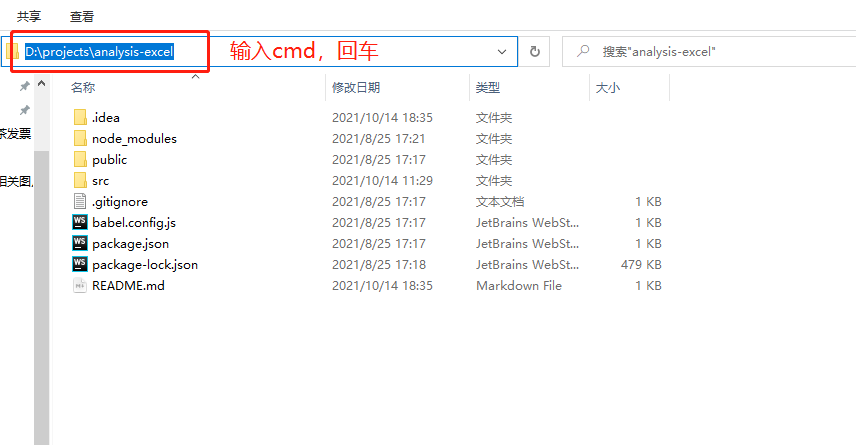 共享 查看
D:\projects\analysis-excel 输入cmd，回车 搜索"analysis-excel"
名称 修改日期 类型 大小
.idea 2021/10/14 18:35 文件夹
茶发票 node_modules 2021/8/25 17:21 文件夹
public 2021/8/25 17:17 文件夹
相关图, src 2021/10/14 11:29 文件夹
.gitignore 2021/8/25 17:17 文本文档 1 KB
WS babel.config.js 2021/8/25 17:17 JetBrains WebSt... 1 KB
WS package.json 2021/8/25 17:17 JetBrains WebSt... 1 KB
WS package-lock.json 2021/8/25 17:18 JetBrains WebSt... 479 KB
README.md 2021/10/14 18:35 Markdown File 1 KB